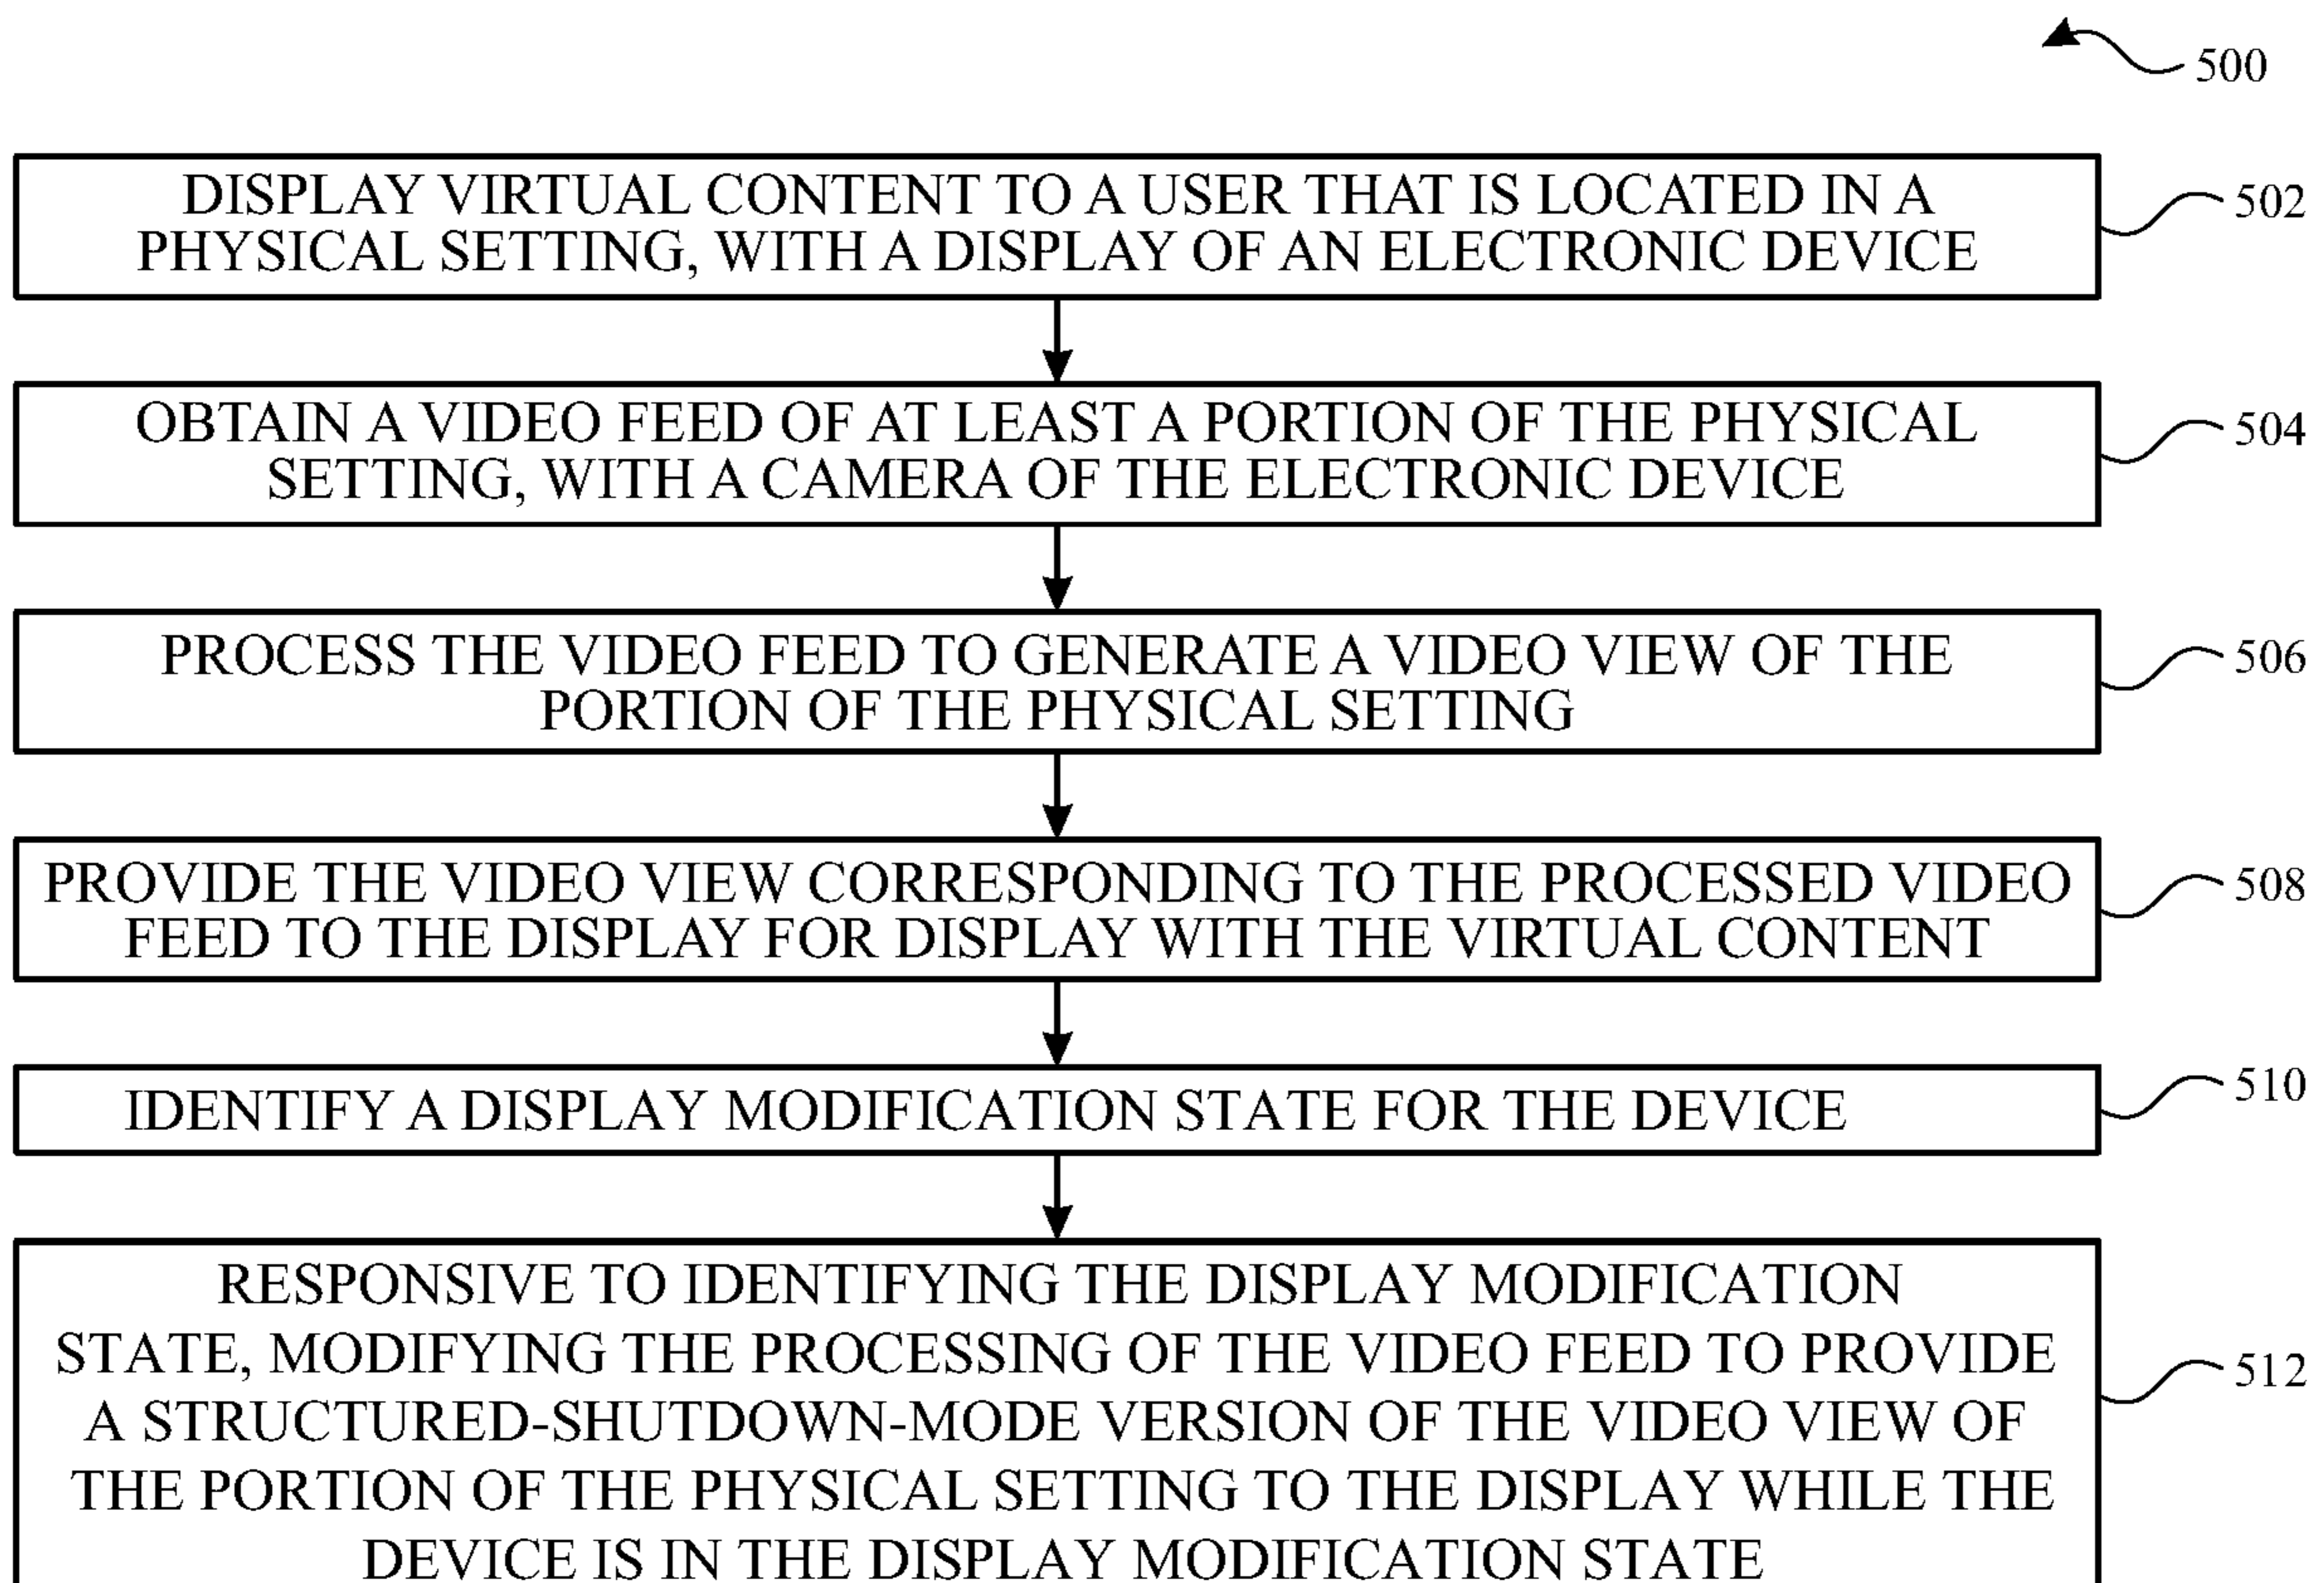 500
DISPLAY VIRTUAL CONTENT TO A USER THAT IS LOCATED IN A
PHYSICAL SETTING, WITH A DISPLAY OF AN ELECTRONIC DEVICE
502
OBTAIN A VIDEO FEED OF AT LEAST A PORTION OF THE PHYSICAL
SETTING, WITH A CAMERA OF THE ELECTRONIC DEVICE
504
PROCESS THE VIDEO FEED TO GENERATE A VIDEO VIEW OF THE
PORTION OF THE PHYSICAL SETTING
506
PROVIDE THE VIDEO VIEW CORRESPONDING TO THE PROCESSED VIDEO
FEED TO THE DISPLAY FOR DISPLAY WITH THE VIRTUAL CONTENT
508
IDENTIFY A DISPLAY MODIFICATION STATE FOR THE DEVICE
510
RESPONSIVE TO IDENTIFYING THE DISPLAY MODIFICATION
STATE, MODIFYING THE PROCESSING OF THE VIDEO FEED TO PROVIDE
A STRUCTURED-SHUTDOWN-MODE VERSION OF THE VIDEO VIEW OF
THE PORTION OF THE PHYSICAL SETTING TO THE DISPLAY WHILE THE
DEVICE IS IN THE DISPLAY MODIFICATION STATE
512